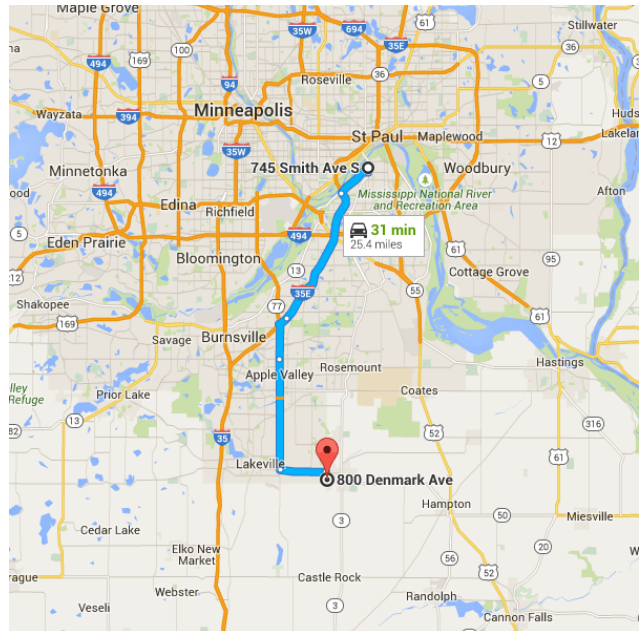 Maple Grove
61
Stillwater
35W
694
35E
494
169
100
36
36
94
Roseville
5
Wayzata
394
Minneapolis
Hudson
St Paul
Maplewood
12
Lakeland
35W
Minnetonka
745 Smith Ave S
Woodbury
494
Mississippi National River
and Recreation Area
Afton
Edina
Richfield
5
494
31 min
25.4 miles
61
Eden Prairie
Bloomington
12
13
95
Cottage Grove
35E
55
Shakopee
77
169
61
Savage
Burnsville
Rosemount
Hastings
Apple Valley
Refuge
Prior Lake
Coates
13
316
35
52
61
Lakeville
800 Denmark Ave
3
Hampton
50
Miesville
Cedar Lake
Elko New
Market
56
20
52
Castle Rock
Webster
3
Randolph
Veseli
Cannon Falls